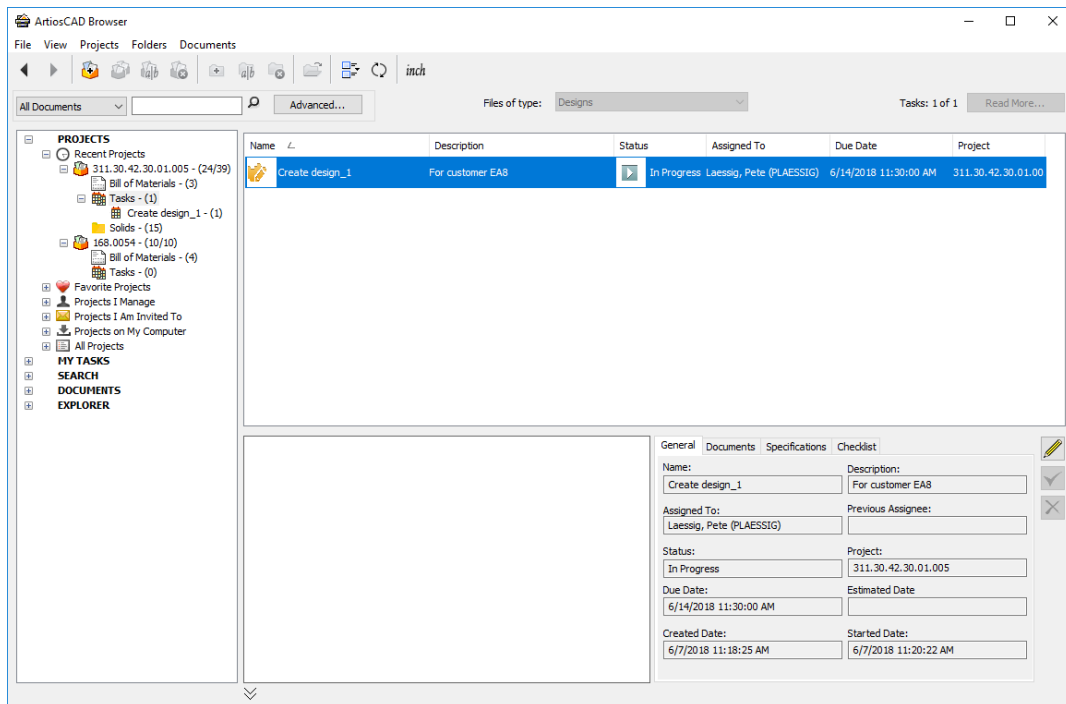 ArtiosCAD Browser
File View Projects Folders Documents
a|b a|b inch
All Documents Advanced... Files of type: Designs Tasks: 1 of 1 Read More...
PROJECTS
Recent Projects
311.30.42.30.01.005 - (24/39)
Bill of Materials - (3)
Tasks - (1)
Create design_1 - (1)
Solids - (15)
168.0054 - (10/10)
Bill of Materials - (4)
Tasks - (0)
Favorite Projects
Projects I Manage
Projects I Am Invited To
Projects on My Computer
All Projects
MY TASKS
SEARCH
DOCUMENTS
EXPLORER
Name Description Status Assigned To Due Date Project
Create design_1 For customer EA8 In Progress Laessig, Pete (PLAESSIG) 6/14/2018 11:30:00 AM 311.30.42.30.01.00
General Documents Specifications Checklist
Name: Description:
Create design_1 For customer EA8
Assigned To: Previous Assignee:
Laessig, Pete (PLAESSIG)
Status: Project:
In Progress 311.30.42.30.01.005
Due Date: Estimated Date
6/14/2018 11:30:00 AM
Created Date: Started Date:
6/7/2018 11:18:25 AM 6/7/2018 11:20:22 AM